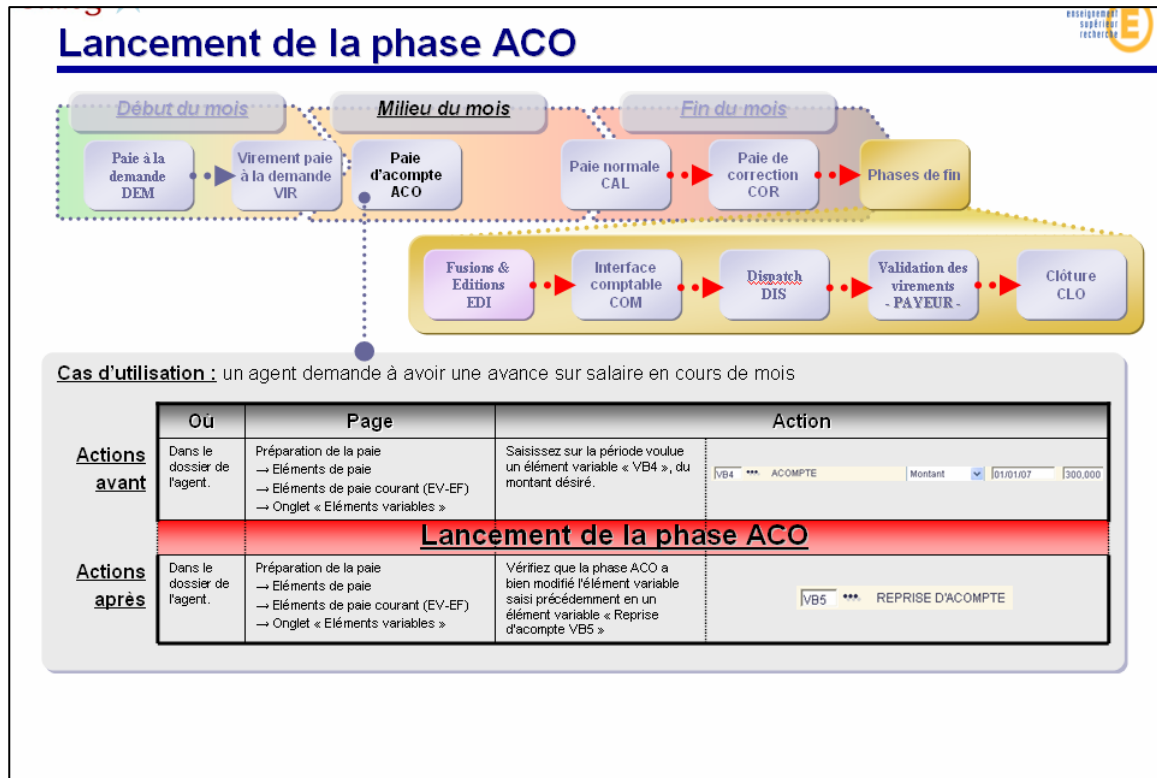 Lancement de la phase ACO
enseignement
supérieur
recherche
E
Début du mois
Milieu du mois
Fin du mois
Paie à la
demande
DEM
Virement paie
à la demande
VIR
Paie
d'acompte
ACO
Paie normale
CAL
Paie de
correction
COR
Phases de fin
Fusions &
Editions
EDI
Interface
comptable
COM
Dispatch
DIS
Validation des
virements
- PAYEUR -
Clôture
CLO
Cas d'utilisation : un agent demande à avoir une avance sur salaire en cours de mois
Où
Page
Action
Actions
avant
Dans le
dossier de
l'agent.
Préparation de la paie
→ Eléments de paie
→ Eléments de paie courant (EV-EF)
→ Onglet « Eléments variables »
Saisissez sur la période voulue
un élément variable « VB4 », du
montant désiré.
VB4 ACOMPTE Montant 01/01/07 300,000
Lancement de la phase ACO
Actions
après
Dans le
dossier de
l'agent.
Préparation de la paie
→ Eléments de paie
→ Eléments de paie courant (EV-EF)
→ Onglet « Eléments variables »
Vérifiez que la phase ACO a
bien modifié l'élément variable
saisi précédemment en un
élément variable « Reprise
d'acompte VB5 »
VB5 REPRISE D'ACOMPTE